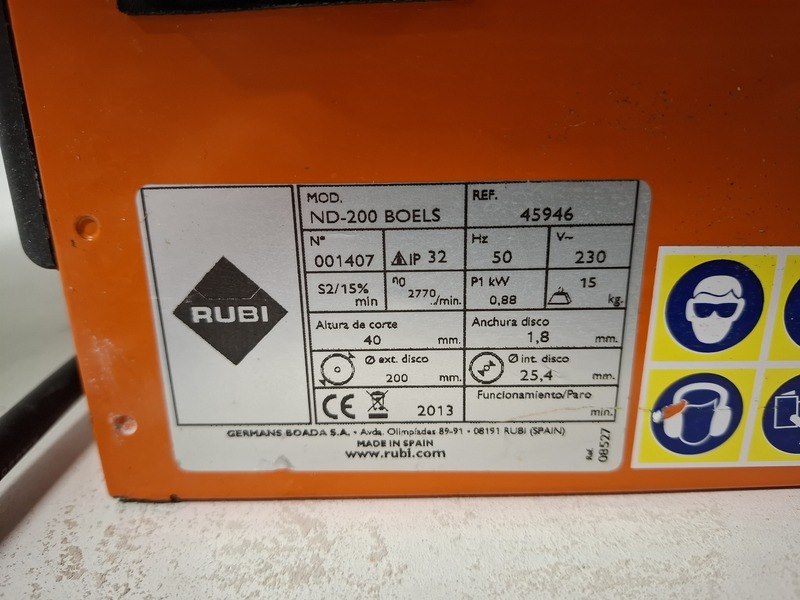 RUBI
MOD.
ND-200 BOELS
REF.
45946
Nº
001407
IP 32
Hz
50
V~
230
S2/15%
min
n0
2770
./min.
P1 kW
0,88
15
kg.
Altura de corte
40 mm.
Anchura disco
1,8 mm.
Ø ext. disco
200 mm.
Ø int. disco
25,4 mm.
CE
2013
Funcionamiento/Paro
min.
GERMANS BOADA S.A. • Avda. Olimpíadas 89-91 • 08191 RUBI (SPAIN)
MADE IN SPAIN
www.rubi.com
Ref. 08527